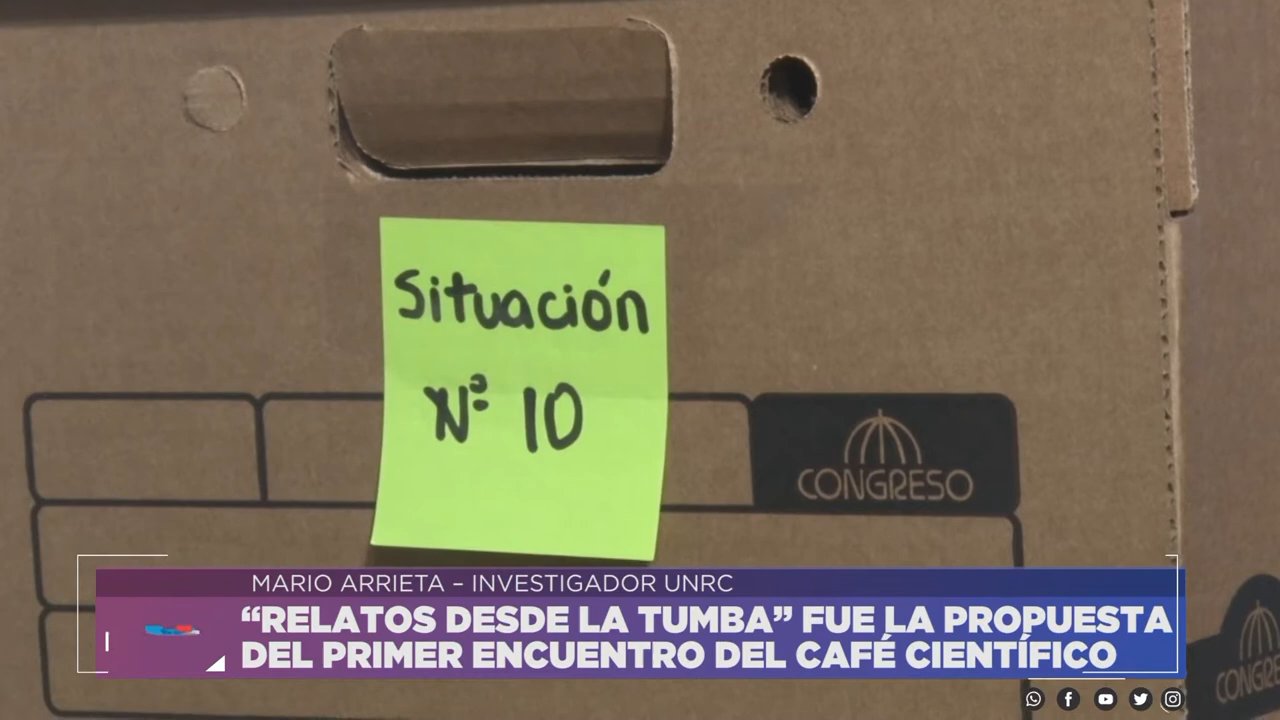 Situación
Nº 10
CONGRESO
MARIO ARRIETA – INVESTIGADOR UNRC
“RELATOS DESDE LA TUMBA” FUE LA PROPUESTA
DEL PRIMER ENCUENTRO DEL CAFÉ CIENTÍFICO
CONGRE